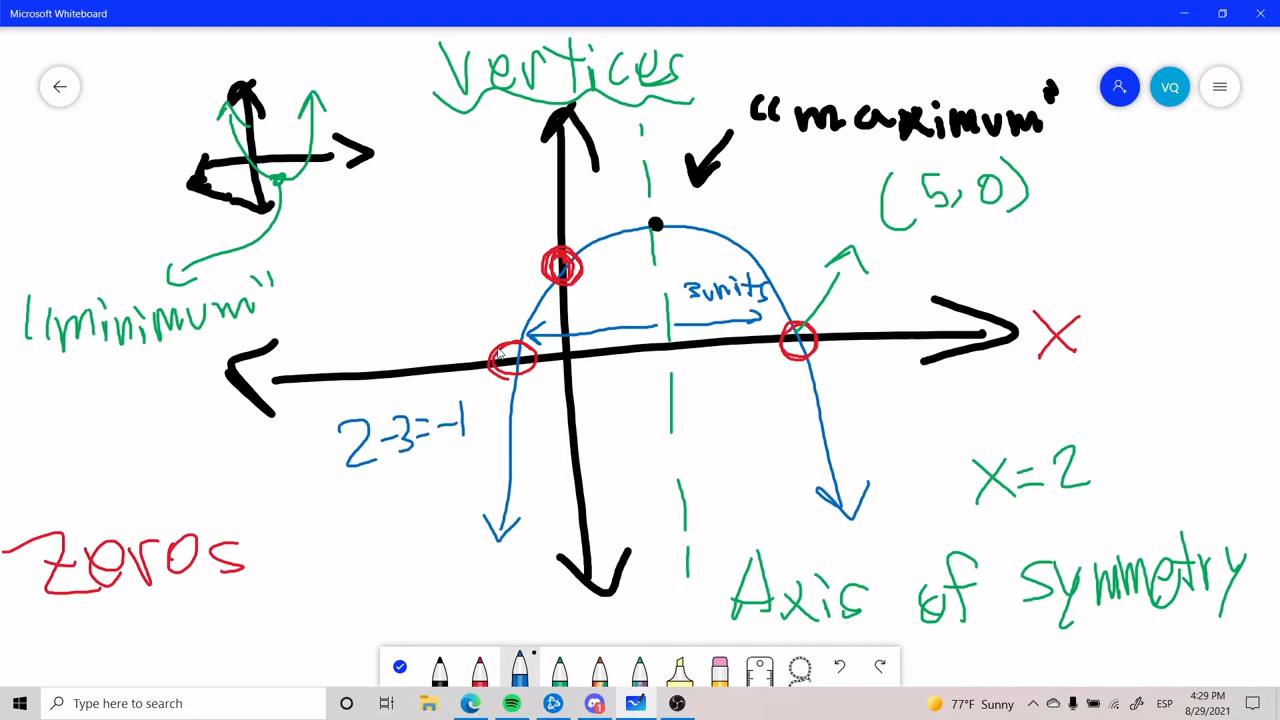 Microsoft Whiteboard
VQ
Vertices
"maximum"
(5,0)
"minimum"
3units
X
2-3=-1
x=2
Zeros
Axis of symmetry
Type here to search
77°F Sunny
ESP
4:29 PM
8/29/2021